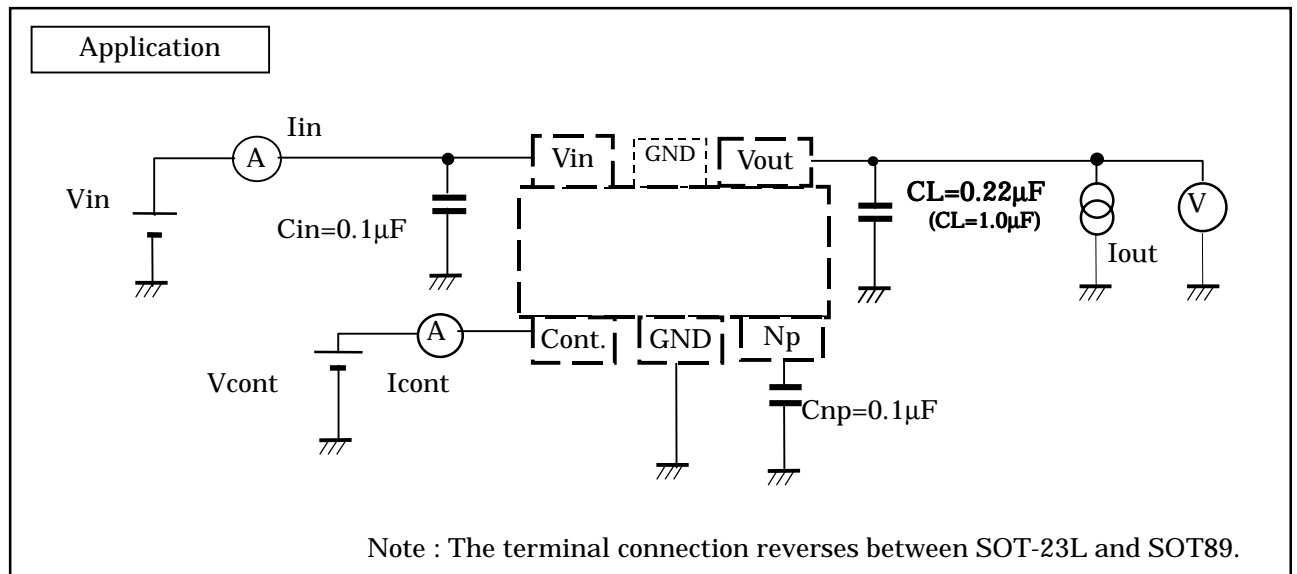 Application
Iin
A
Vin
GND
Vout
V
Vin
Cin=0.1µF
CL=0.22µF
(CL=1.0µF)
Iout
A
Cont.
GND
Np
Vcont
Icont
Cnp=0.1µF
Note : The terminal connection reverses between SOT-23L and SOT89.